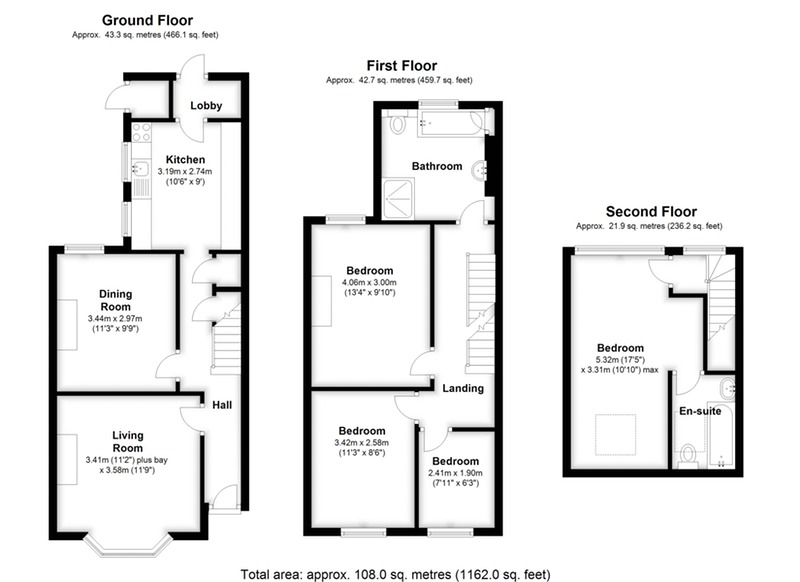 Ground Floor
Approx. 43.3 sq. metres (466.1 sq. feet)
Lobby
Kitchen
3.19m x 2.74m
(10'6" x 9')
Dining
Room
3.44m x 2.97m
(11'3" x 9'9")
Hall
Living
Room
3.41m (11'2") plus bay
x 3.58m (11'9")
First Floor
Approx. 42.7 sq. metres (459.7 sq. feet)
Bathroom
Bedroom
4.06m x 3.00m
(13'4" x 9'10")
Landing
Bedroom
3.42m x 2.58m
(11'3" x 8'6")
Bedroom
2.41m x 1.90m
(7'11" x 6'3")
Second Floor
Approx. 21.9 sq. metres (236.2 sq. feet)
Bedroom
5.32m (17'5")
x 3.31m (10'10") max
En-suite
Total area: approx. 108.0 sq. metres (1162.0 sq. feet)